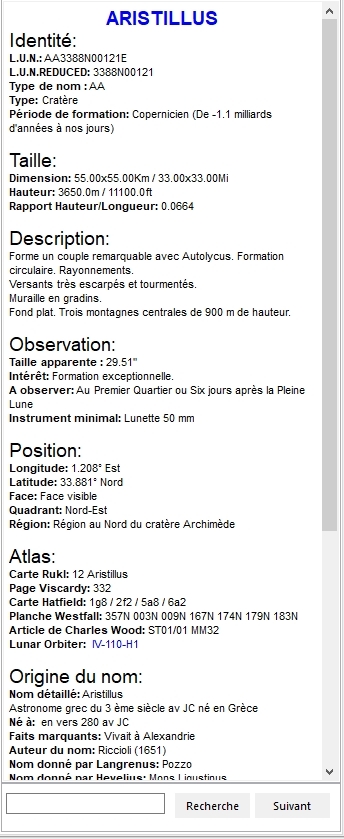 ARISTILLUS
Identité:
L.U.N.: AA3388N00121E
L.U.N.REDUCED: 3388N00121
Type de nom : AA
Type: Cratère
Période de formation: Copernicien (De -1.1 milliards
d'années à nos jours)
Taille:
Dimension: 55.00x55.00Km / 33.00x33.00Mi
Hauteur: 3650.0m / 11100.0ft
Rapport Hauteur/Longueur: 0.0664
Description:
Forme un couple remarquable avec Autolycus. Formation
circulaire. Rayonnements.
Versants très escarpés et tourmentés.
Muraille en gradins.
Fond plat. Trois montagnes centrales de 900 m de hauteur.
Observation:
Taille apparente : 29.51"
Intérêt: Formation exceptionnelle.
A observer: Au Premier Quartier ou Six jours après la Pleine
Lune
Instrument minimal: Lunette 50 mm
Position:
Longitude: 1.208° Est
Latitude: 33.881° Nord
Face: Face visible
Quadrant: Nord-Est
Région: Région au Nord du cratère Archimède
Atlas:
Carte Rukl: 12 Aristillus
Page Viscardy: 332
Carte Hatfield: 1g8 / 2f2 / 5a8 / 6a2
Planche Westfall: 357N 003N 009N 167N 174N 179N 183N
Article de Charles Wood: ST01/01 MM32
Lunar Orbiter: IV-110-H1
Origine du nom:
Nom détaillé: Aristillus
Astronome grec du 3 ème siècle av JC né en Grèce
Né à: en vers 280 av JC
Faits marquants: Vivait à Alexandrie
Auteur du nom: Riccioli (1651)
Nom donné par Langrenus: Pozzo
Nom donné par Hevelius: Mons Ligustinus
Recherche
Suivant